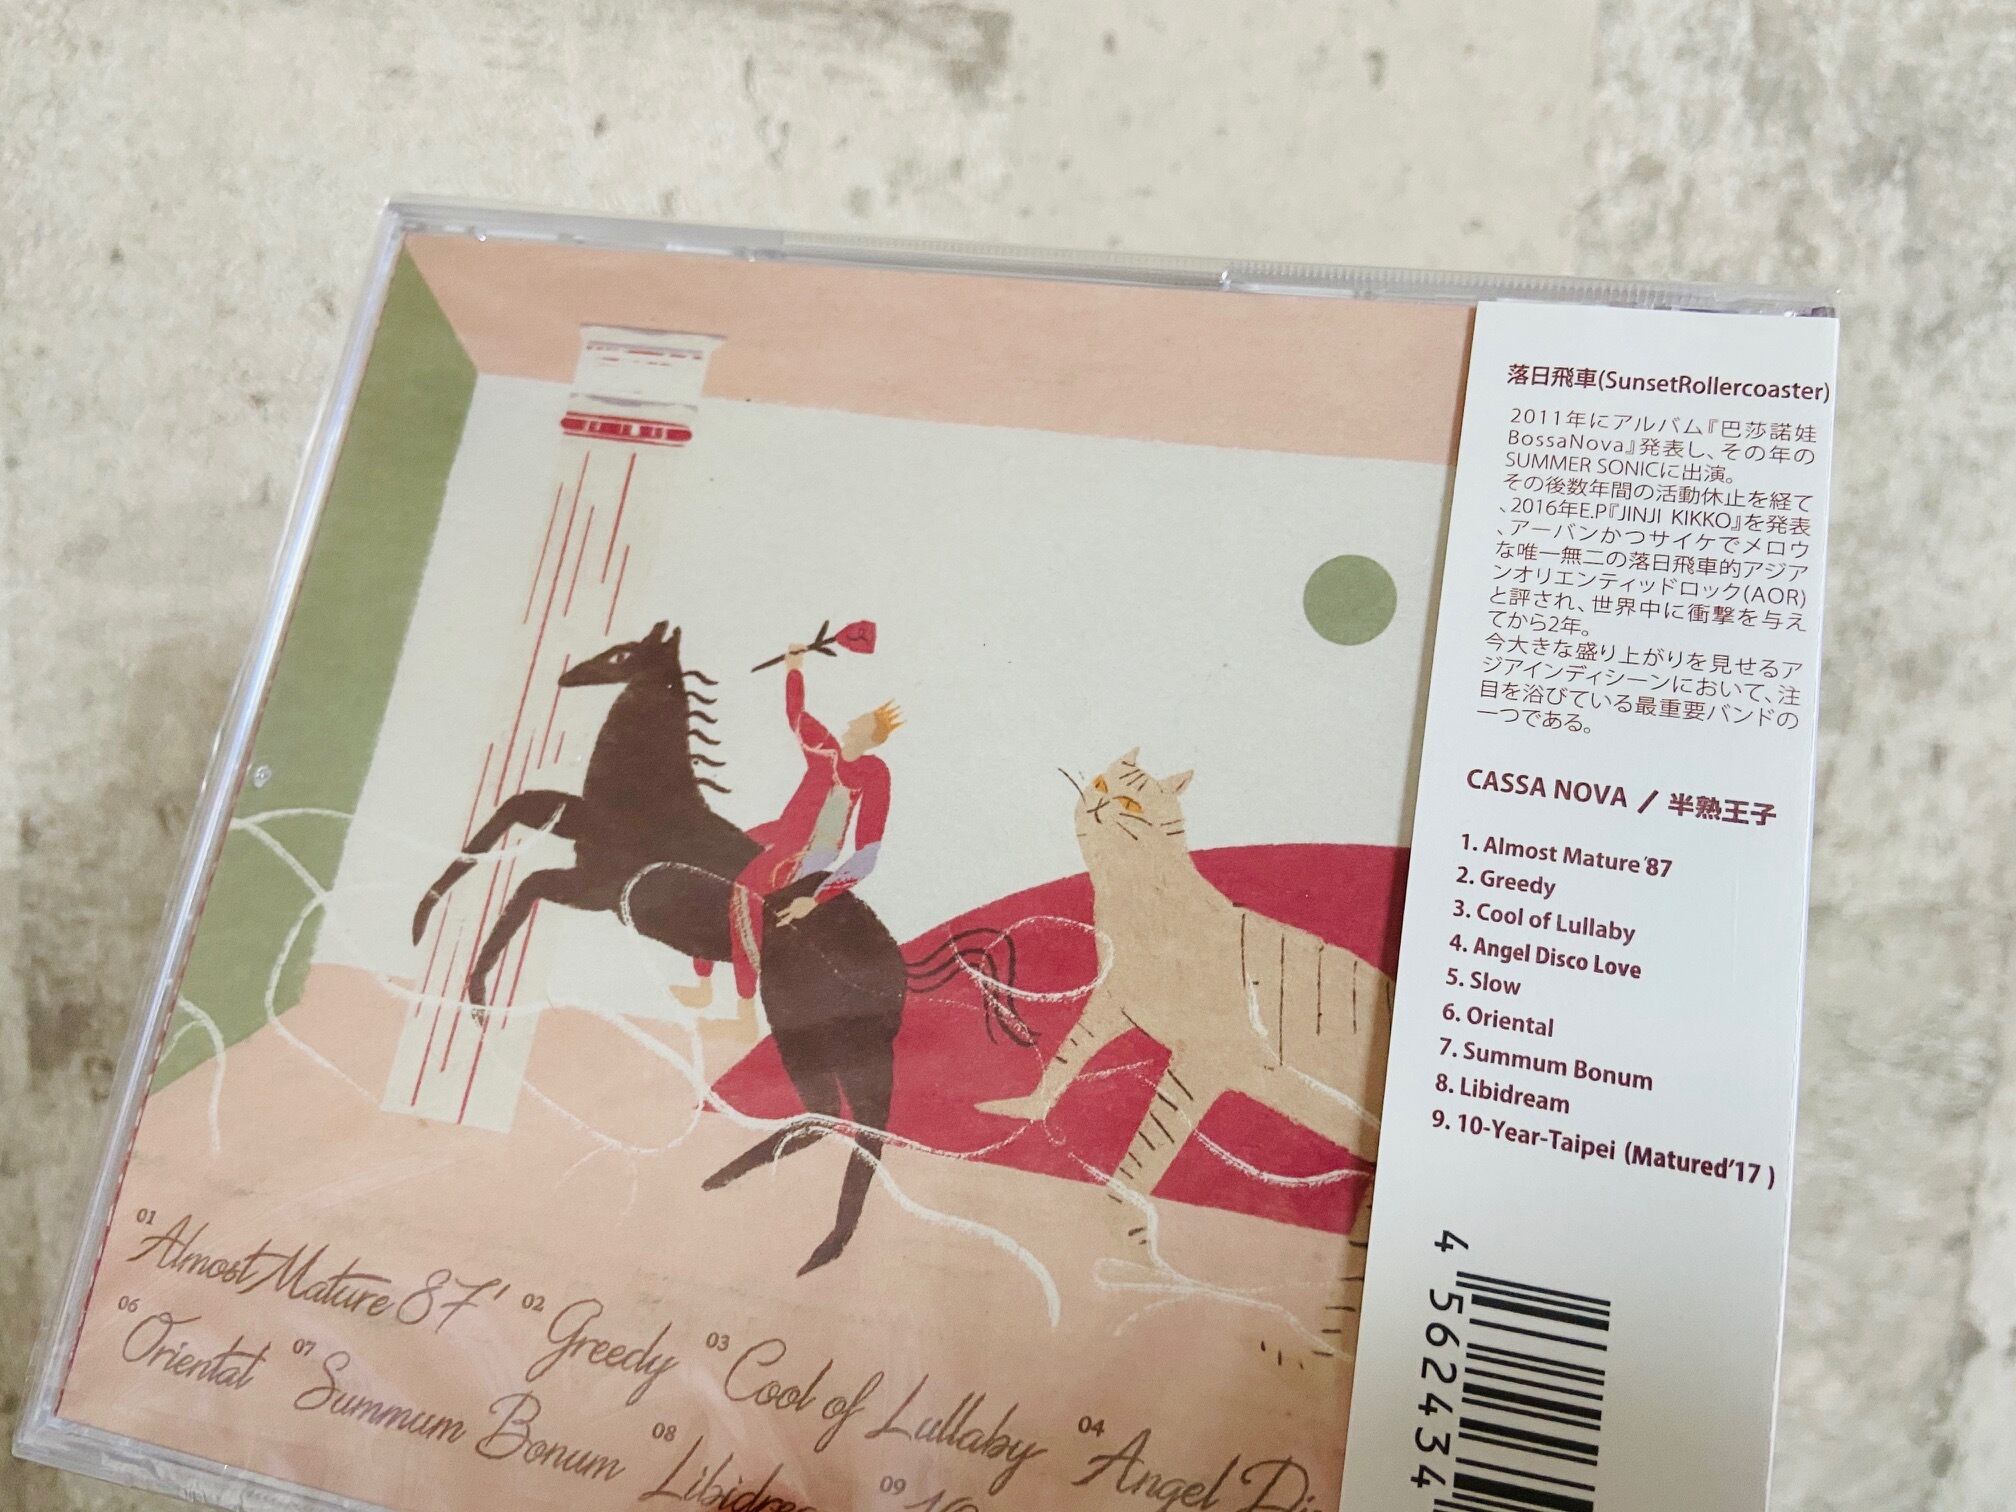 落日飛車(SunsetRollercoaster)
2011年にアルバム『巴莎諾娃
BossaNova』発表し、その年の
SUMMER SONICに出演。
その後数年間の活動休止を経て
、2016年E.P『JINJI KIKKO』を発表
、アーバンかつサイケでメロウ
な唯一無二の落日飛車的アジア
ンオリエンティッドロック(AOR)
と評され、世界中に衝撃を与え
てから2年。
今大きな盛り上がりを見せるア
ジアインディシーンにおいて、注
目を浴びている最重要バンドの
一つである。
CASSA NOVA / 半熟王子
1. Almost Mature'87
2. Greedy
3. Cool of Lullaby
4. Angel Disco Love
5. Slow
6. Oriental
7. Summum Bonum
8. Libidream
9. 10-Year-Taipei (Matured'17 )
4 562434
01 Almost Mature 87' 02 Greedy 03 Cool of Lullaby 04 Angel
06 Oriental 07 Summum Bonum 08 09